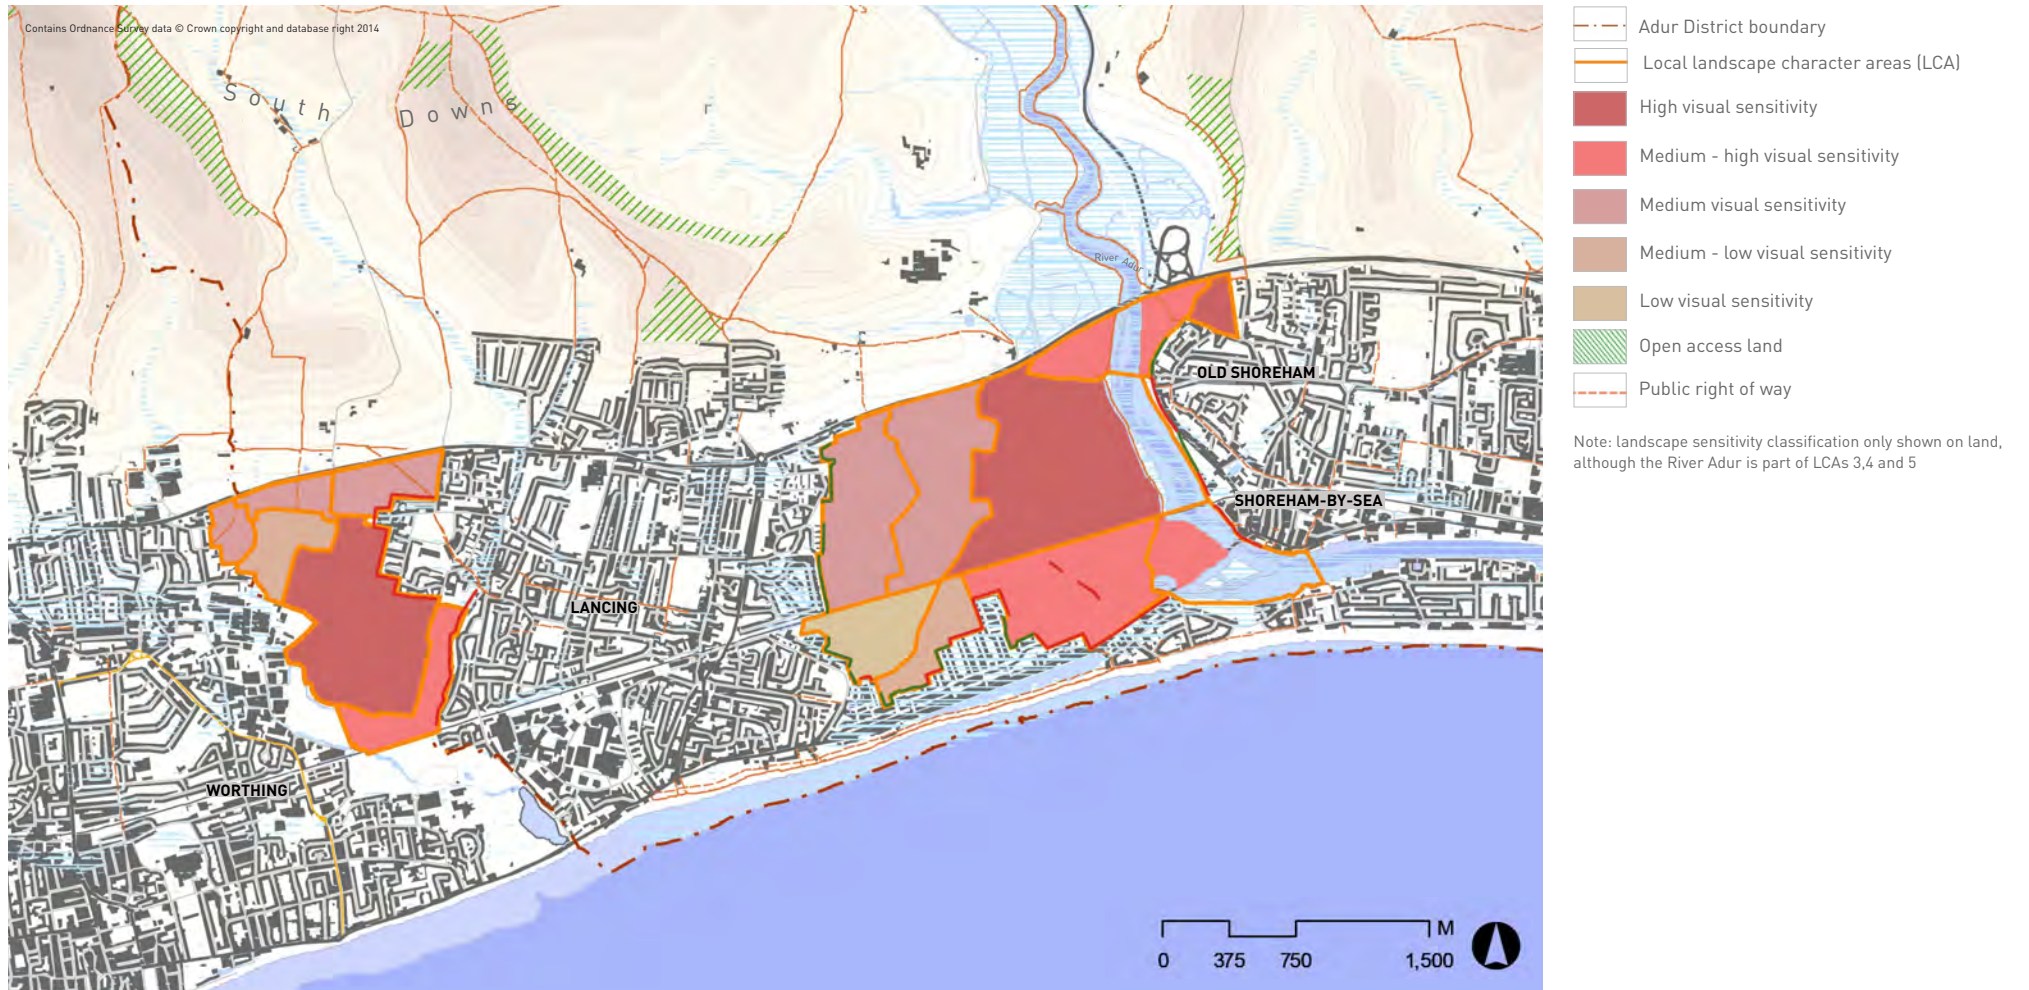 Contains Ordnance Survey data © Crown copyright and database right 2014
South Downs
r
River Adur
OLD SHOREHAM
SHOREHAM-BY-SEA
LANCING
WORTHING
M
0 375 750 1,500
Adur District boundary
Local landscape character areas (LCA)
High visual sensitivity
Medium - high visual sensitivity
Medium visual sensitivity
Medium - low visual sensitivity
Low visual sensitivity
Open access land
Public right of way
Note: landscape sensitivity classification only shown on land,
although the River Adur is part of LCAs 3,4 and 5